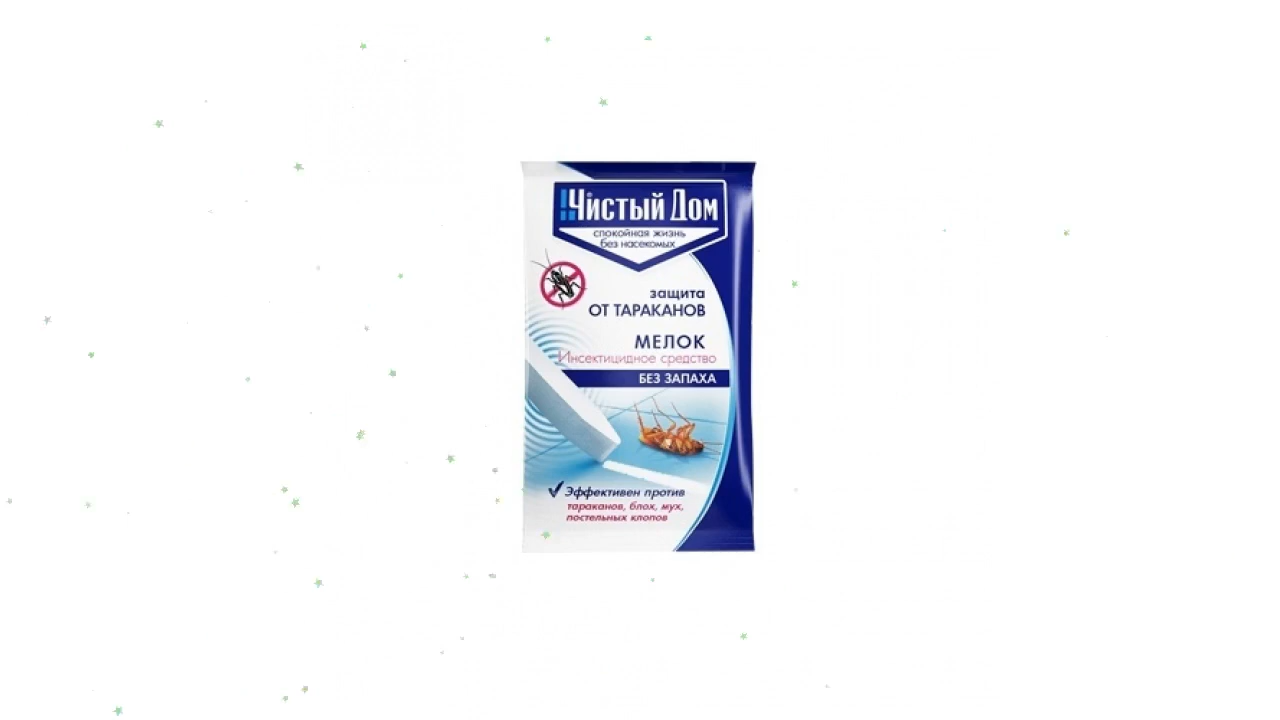 Чистый Дом
спокойная жизнь
без насекомых
защита
ОТ ТАРАКАНОВ
МЕЛОК
Инсектицидное средство
БЕЗ ЗАПАХА
Эффективен против
тараканов, блох, мух,
постельных клопов